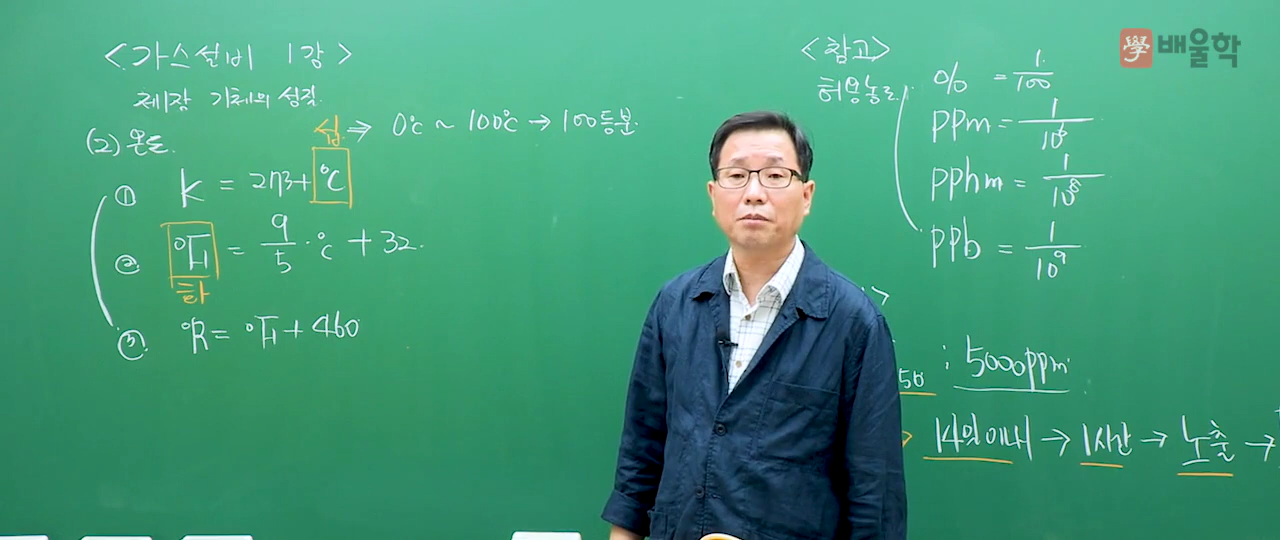 <가스설비 1강>
제1장 기체의 성질.
(2) 온도.
섭 ⇒ 0℃ ~ 100℃ → 100등분.
① k = 273 + ℃
② ℉ = 9/5 · ℃ + 32.
화
③ °R = ℉ + 460
<참고>
허용농도
% = 1/100
ppm = 1/10⁶
pphm = 1/10⁸
ppb = 1/10⁹
>
50 : 5000ppm
14일이내 → 1시간 → 노출 →
學 배울학